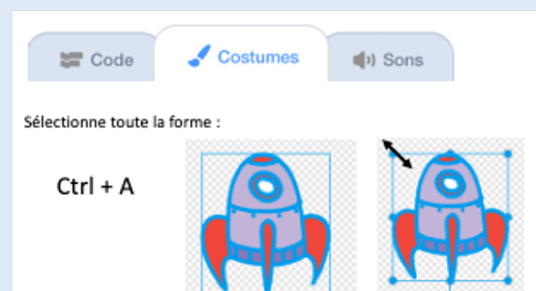 Code
Costumes
Sons
Sélectionne toute la forme :
Ctrl + A